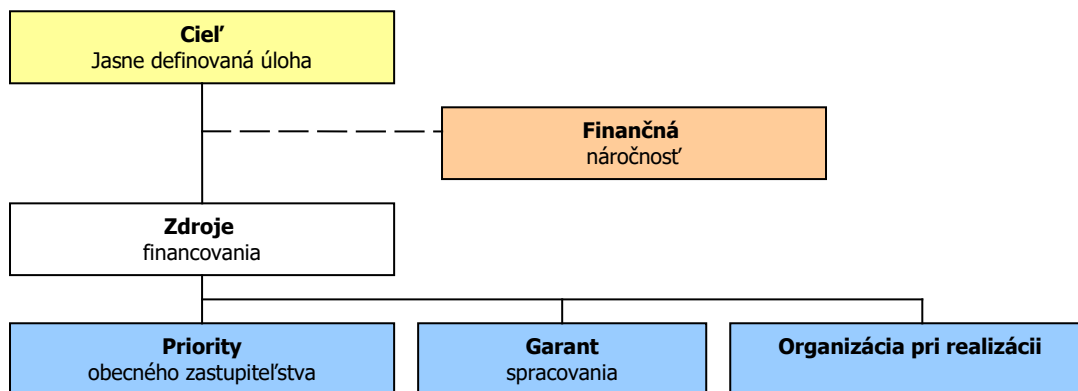 Cieľ
Jasne definovaná úloha
Finančná
náročnosť
Zdroje
financovania
Priority
obecného zastupiteľstva
Garant
spracovania
Organizácia pri realizácii